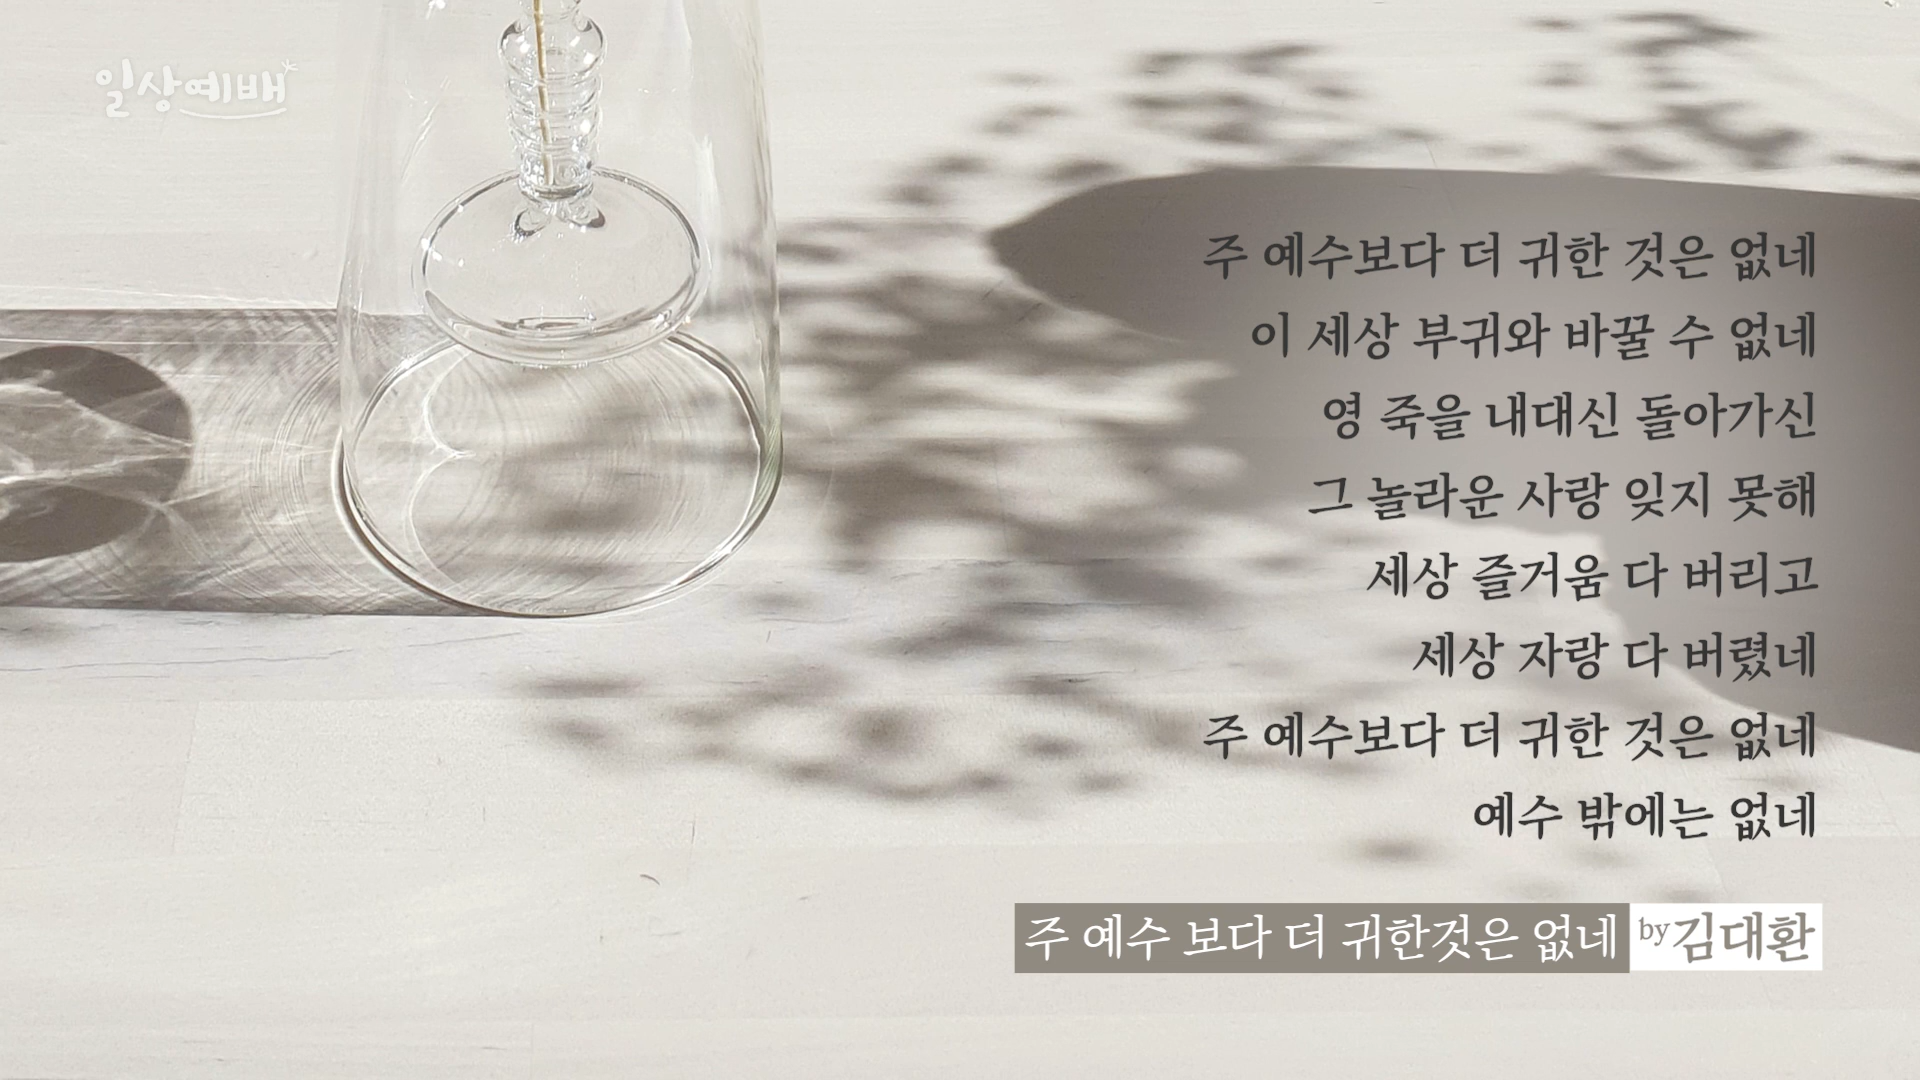 일상예배
주 예수보다 더 귀한 것은 없네
이 세상 부귀와 바꿀 수 없네
영 죽을 내대신 돌아가신
그 놀라운 사랑 잊지 못해
세상 즐거움 다 버리고
세상 자랑 다 버렸네
주 예수보다 더 귀한 것은 없네
예수 밖에는 없네
주 예수 보다 더 귀한것은 없네 by김대환